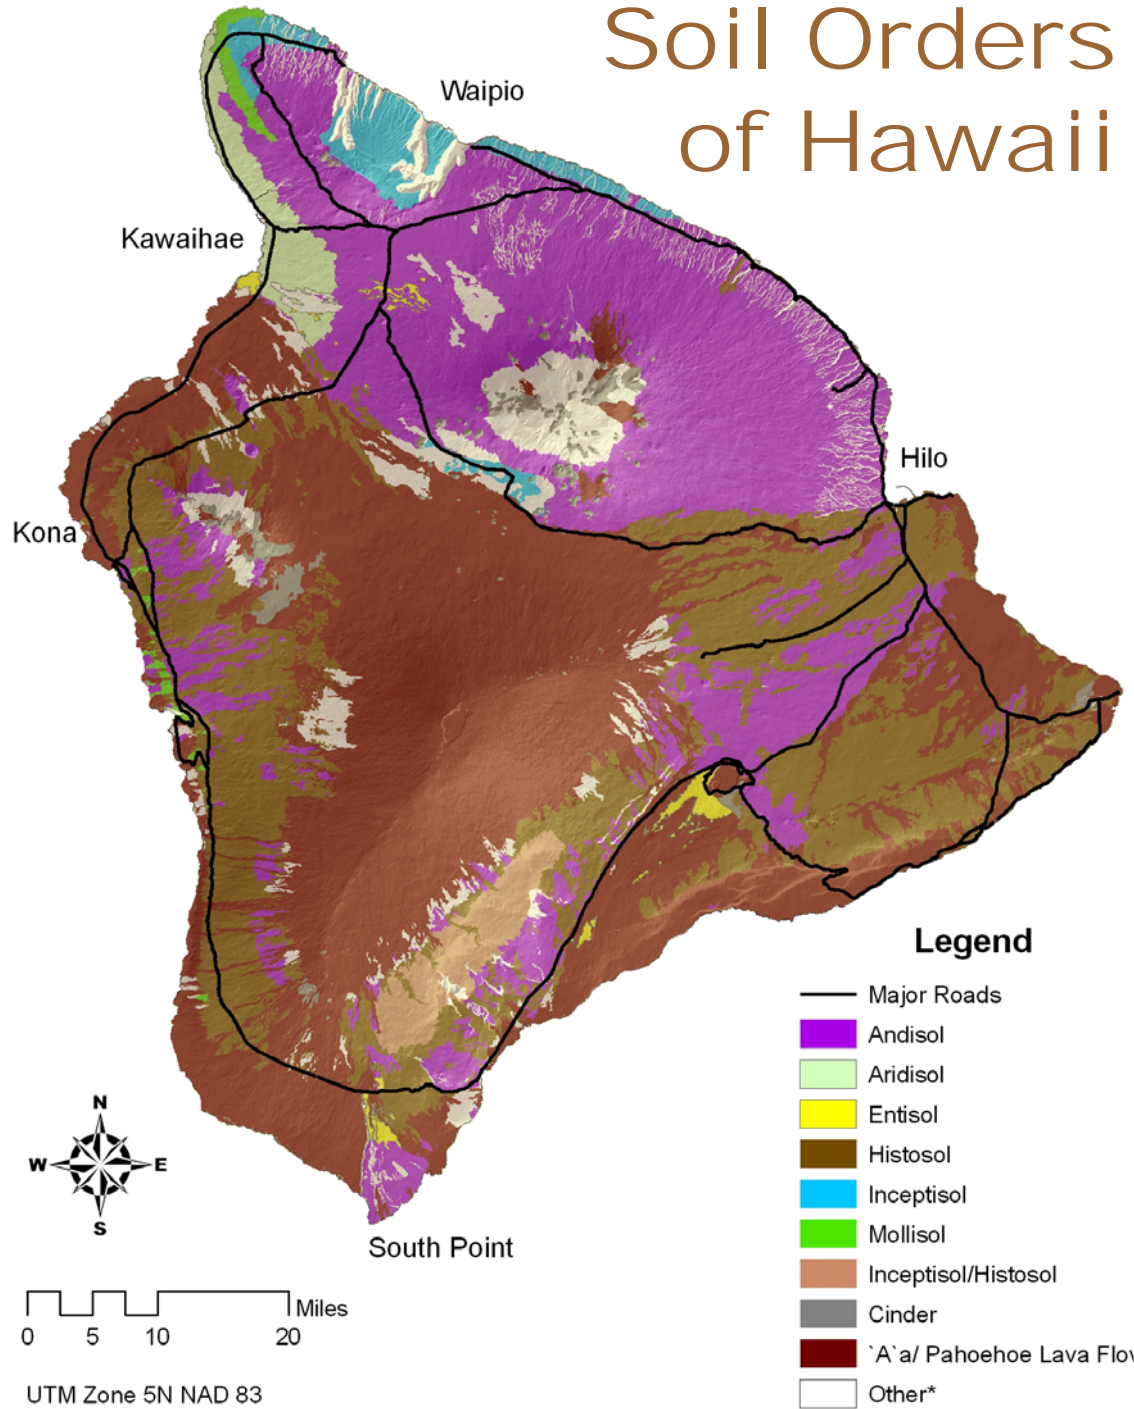 Soil Orders
of Hawaii
Waipio
Kawaihae
Hilo
Kona
South Point
Legend
Major Roads
Andisol
Aridisol
Entisol
Histosol
Inceptisol
Mollisol
Inceptisol/Histosol
Cinder
`A`a/ Pahoehoe Lava Flo
Other*
N
W E
S
Miles
0 5 10 20
UTM Zone 5N NAD 83